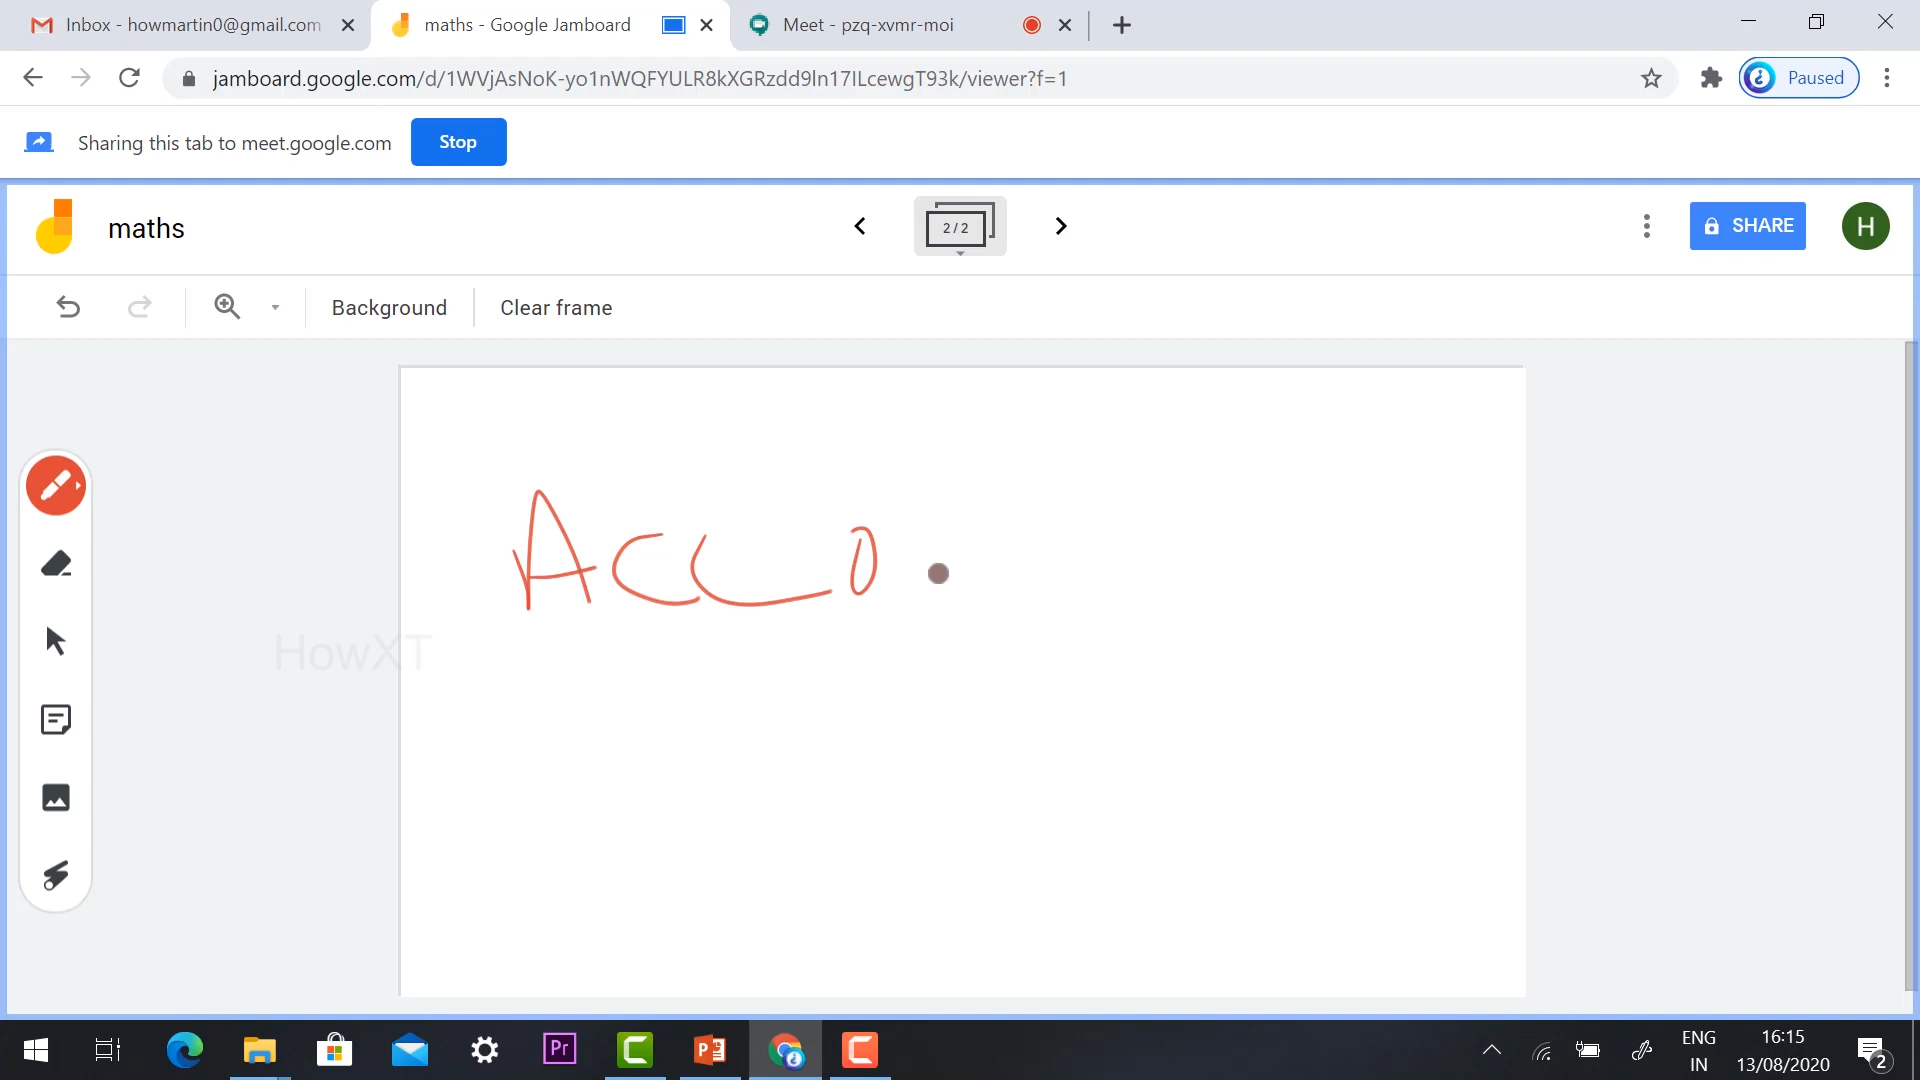 Inbox - howmartin0@gmail.com maths - Google Jamboard Meet - pzq-xvmr-moi
jamboard.google.com/d/1WVjAsNoK-yo1nWQFYULR8kXGRzdd9ln17ILcewgT93k/viewer?f=1 Paused
Sharing this tab to meet.google.com Stop
maths 2 / 2 SHARE H
Background Clear frame
Acco
HowXT
Pr ENG 16:15
IN 13/08/2020 2